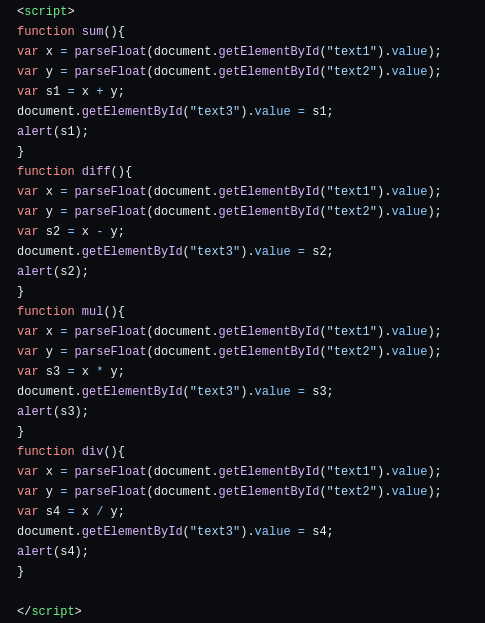 <script>
function sum(){
var x = parseFloat(document.getElementById("text1").value);
var y = parseFloat(document.getElementById("text2").value);
var s1 = x + y;
document.getElementById("text3").value = s1;
alert(s1);
}
function diff(){
var x = parseFloat(document.getElementById("text1").value);
var y = parseFloat(document.getElementById("text2").value);
var s2 = x - y;
document.getElementById("text3").value = s2;
alert(s2);
}
function mul(){
var x = parseFloat(document.getElementById("text1").value);
var y = parseFloat(document.getElementById("text2").value);
var s3 = x * y;
document.getElementById("text3").value = s3;
alert(s3);
}
function div(){
var x = parseFloat(document.getElementById("text1").value);
var y = parseFloat(document.getElementById("text2").value);
var s4 = x / y;
document.getElementById("text3").value = s4;
alert(s4);
}
</script>